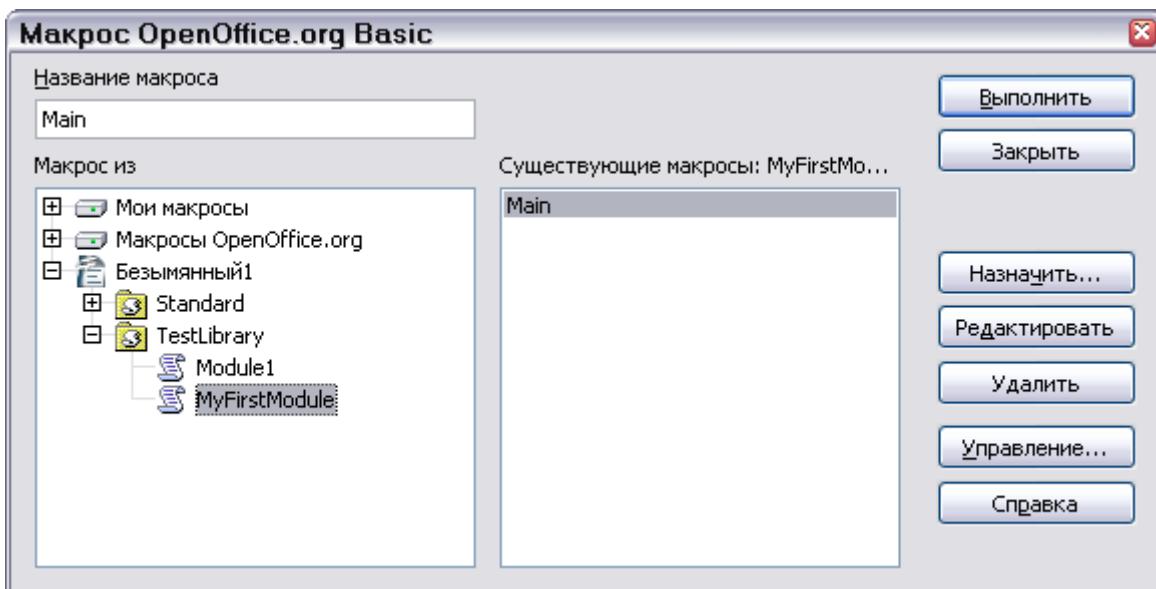 Макрос OpenOffice.org Basic
Название макроса
Main
Макрос из
Мои макросы
Макросы OpenOffice.org
Безымянный1
Standard
TestLibrary
Module1
MyFirstModule
Существующие макросы: MyFirstMo...
Main
Выполнить
Закрыть
Назначить...
Редактировать
Удалить
Управление...
Справка